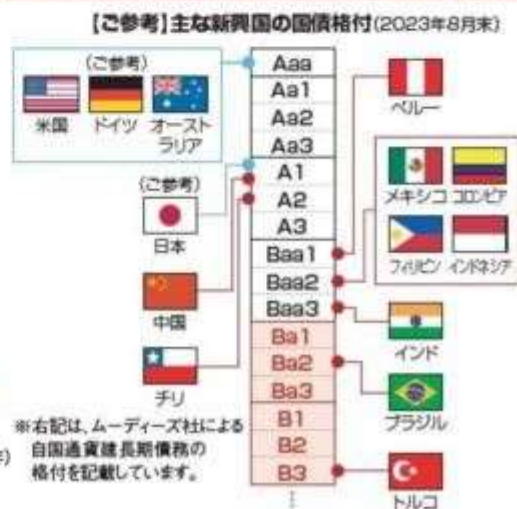 【ご参考】主な新興国の国債格付(2023年8月末)
(ご参考)
米国
ドイツ
オースト
ラリア
(ご参考)
日本
中国
チリ
Aaa
Aa1
Aa2
Aa3
A1
A2
A3
Baa1
Baa2
Baa3
Ba1
Ba2
Ba3
B1
B2
B3
⋮
ペルー
メキシコ
コロンビア
フィリピン
インドネシア
インド
ブラジル
トルコ
※右記は、ムーディーズ社による
自国通貨建長期債務の
格付を記載しています。